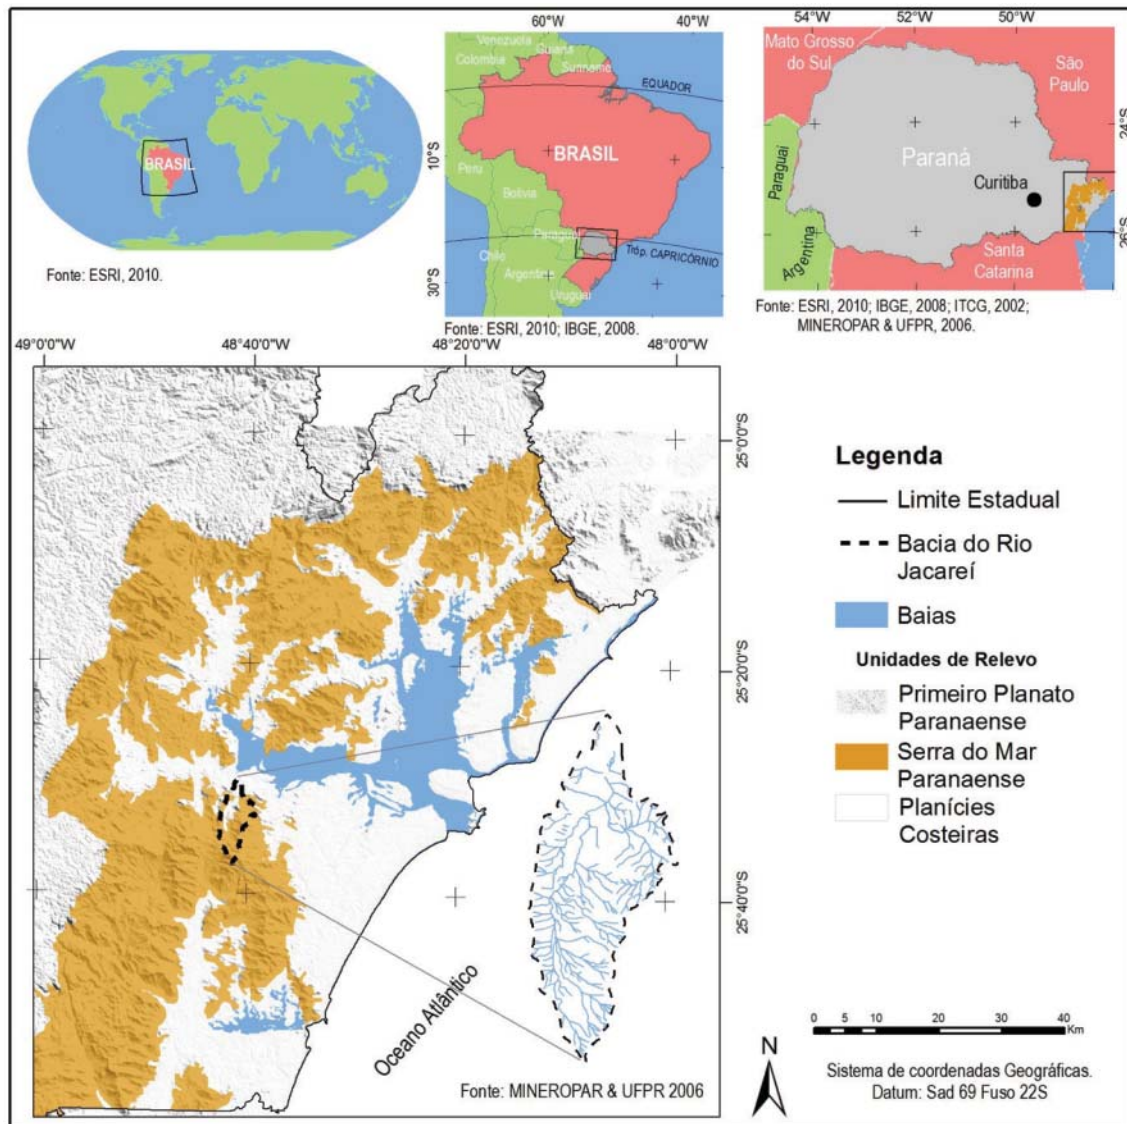 BRASIL
Fonte: ESRI, 2010.
60°W 40°W
Venezuela
Guiana
Colombia
Suriname
EQUADOR
10°S
BRASIL
Peru
Bolívia
Paraguai
Tróp. CAPRICÓRNIO
Chile
Argentina
30°S
Uruguai
Fonte: ESRI, 2010; IBGE, 2008.
54°W 52°W 50°W
Mato Grosso
do Sul
São
Paulo
24°S
Paraná
Curitiba
Paraguai
26°S
Argentina
Santa
Catarina
Fonte: ESRI, 2010; IBGE, 2008; ITCG, 2002;
MINEROPAR & UFPR, 2006.
49°0'0"W 48°40'0"W 48°20'0"W 48°0'0"W
25°0'0"S
25°20'0"S
25°40'0"S
Oceano Atlântico
Fonte: MINEROPAR & UFPR 2006
Legenda
Limite Estadual
Bacia do Rio
Jacareí
Baias
Unidades de Relevo
Primeiro Planato
Paranaense
Serra do Mar
Paranaense
Planícies
Costeiras
0 5 10 20 30 40
Km
N
Sistema de coordenadas Geográficas.
Datum: Sad 69 Fuso 22S